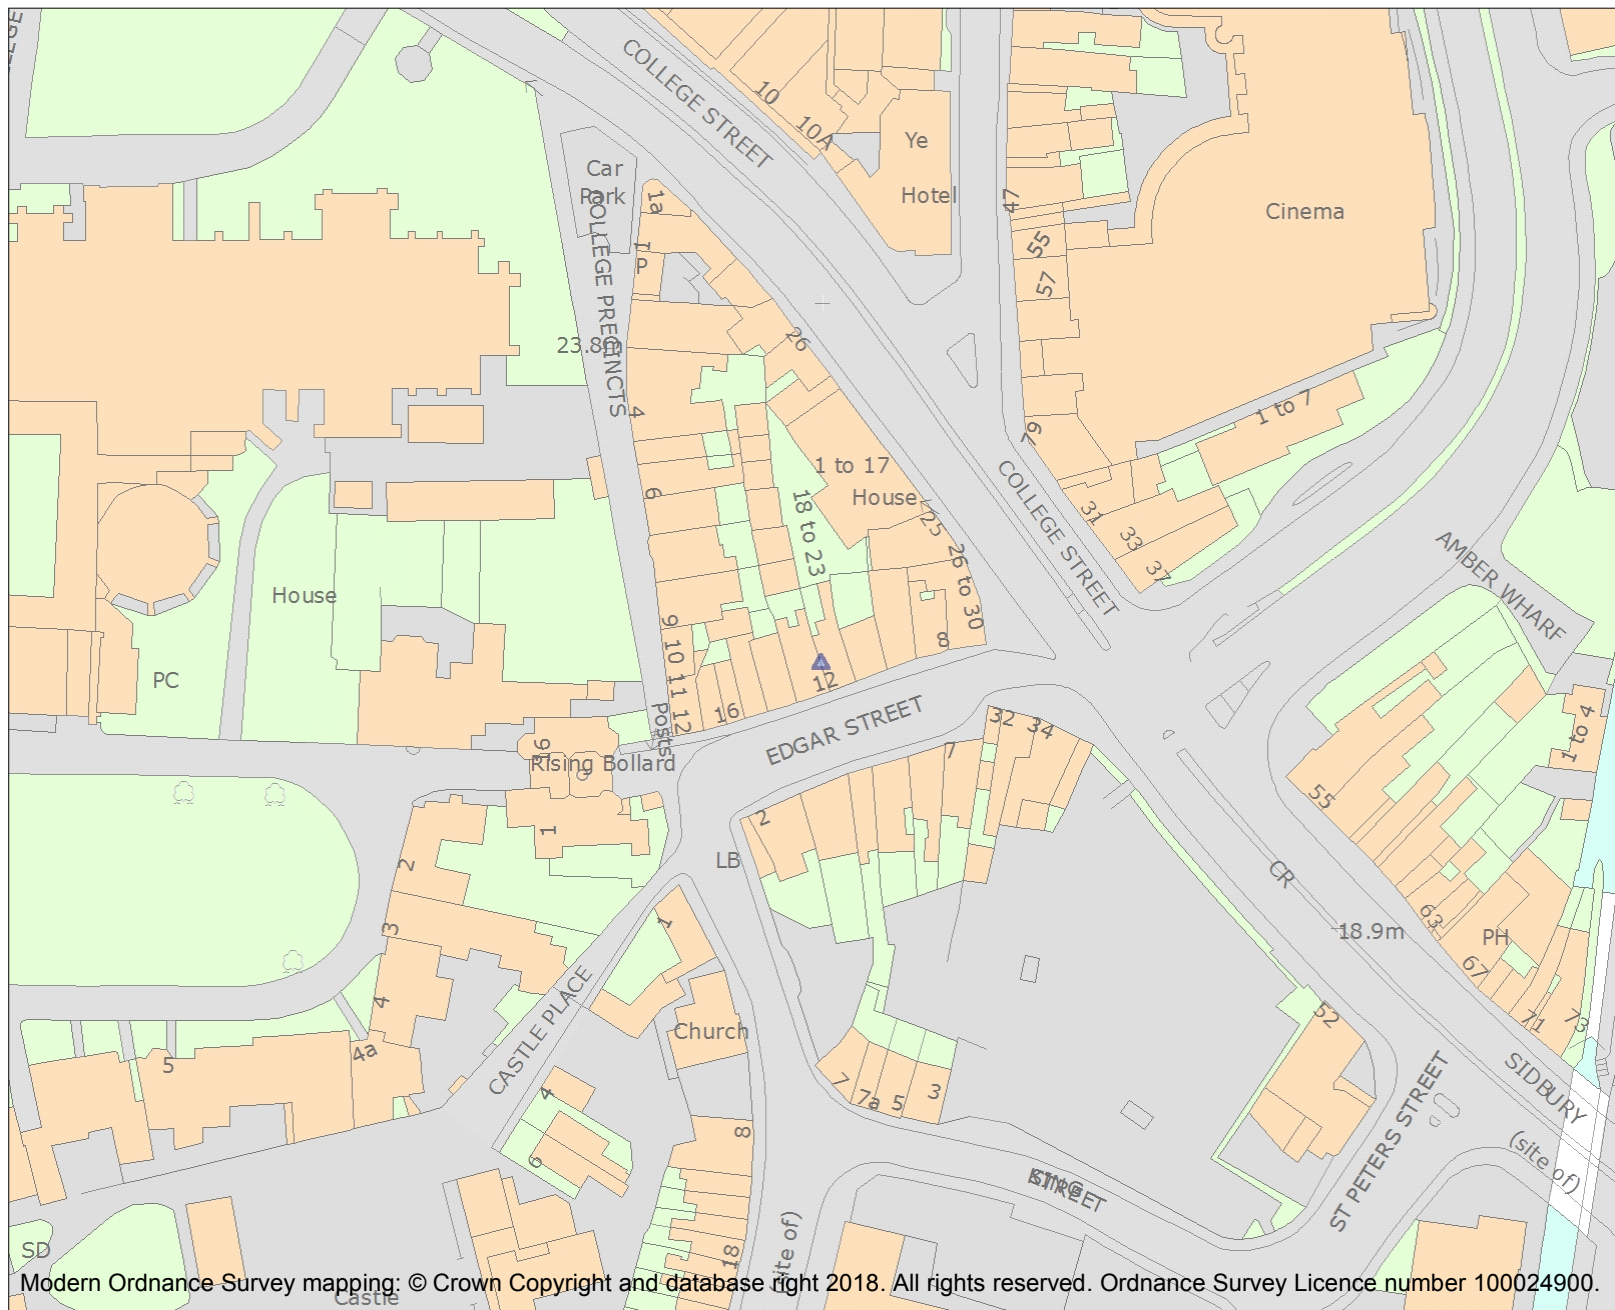 COLLEGE STREET
10
10A
Ye
Hotel
47
55
57
Cinema
Car
Park
COLLEGE PRECINCTS
1a
1
P
23.8m
26
4
79
1 to 7
1 to 17
House
6
18 to 23
25
26 to 30
COLLEGE STREET
31
33
37
AMBER WHARF
House
PC
9
10
11
12
8
12
16
EDGAR STREET
Posts
32
34
7
1 to 4
16
Rising Bollard
9
1
2
LB
55
2
CR
3
1
63
18.9m
PH
67
4
CASTLE PLACE
Church
52
71
73
5
4a
4
7
7a
5
3
SIDBURY
(site of)
ST PETERS STREET
8
6
KING
STREET
SD
18
(site of)
Modern Ordnance Survey mapping: © Crown Copyright and database right 2018. All rights reserved. Ordnance Survey Licence number 100024900.
Castle